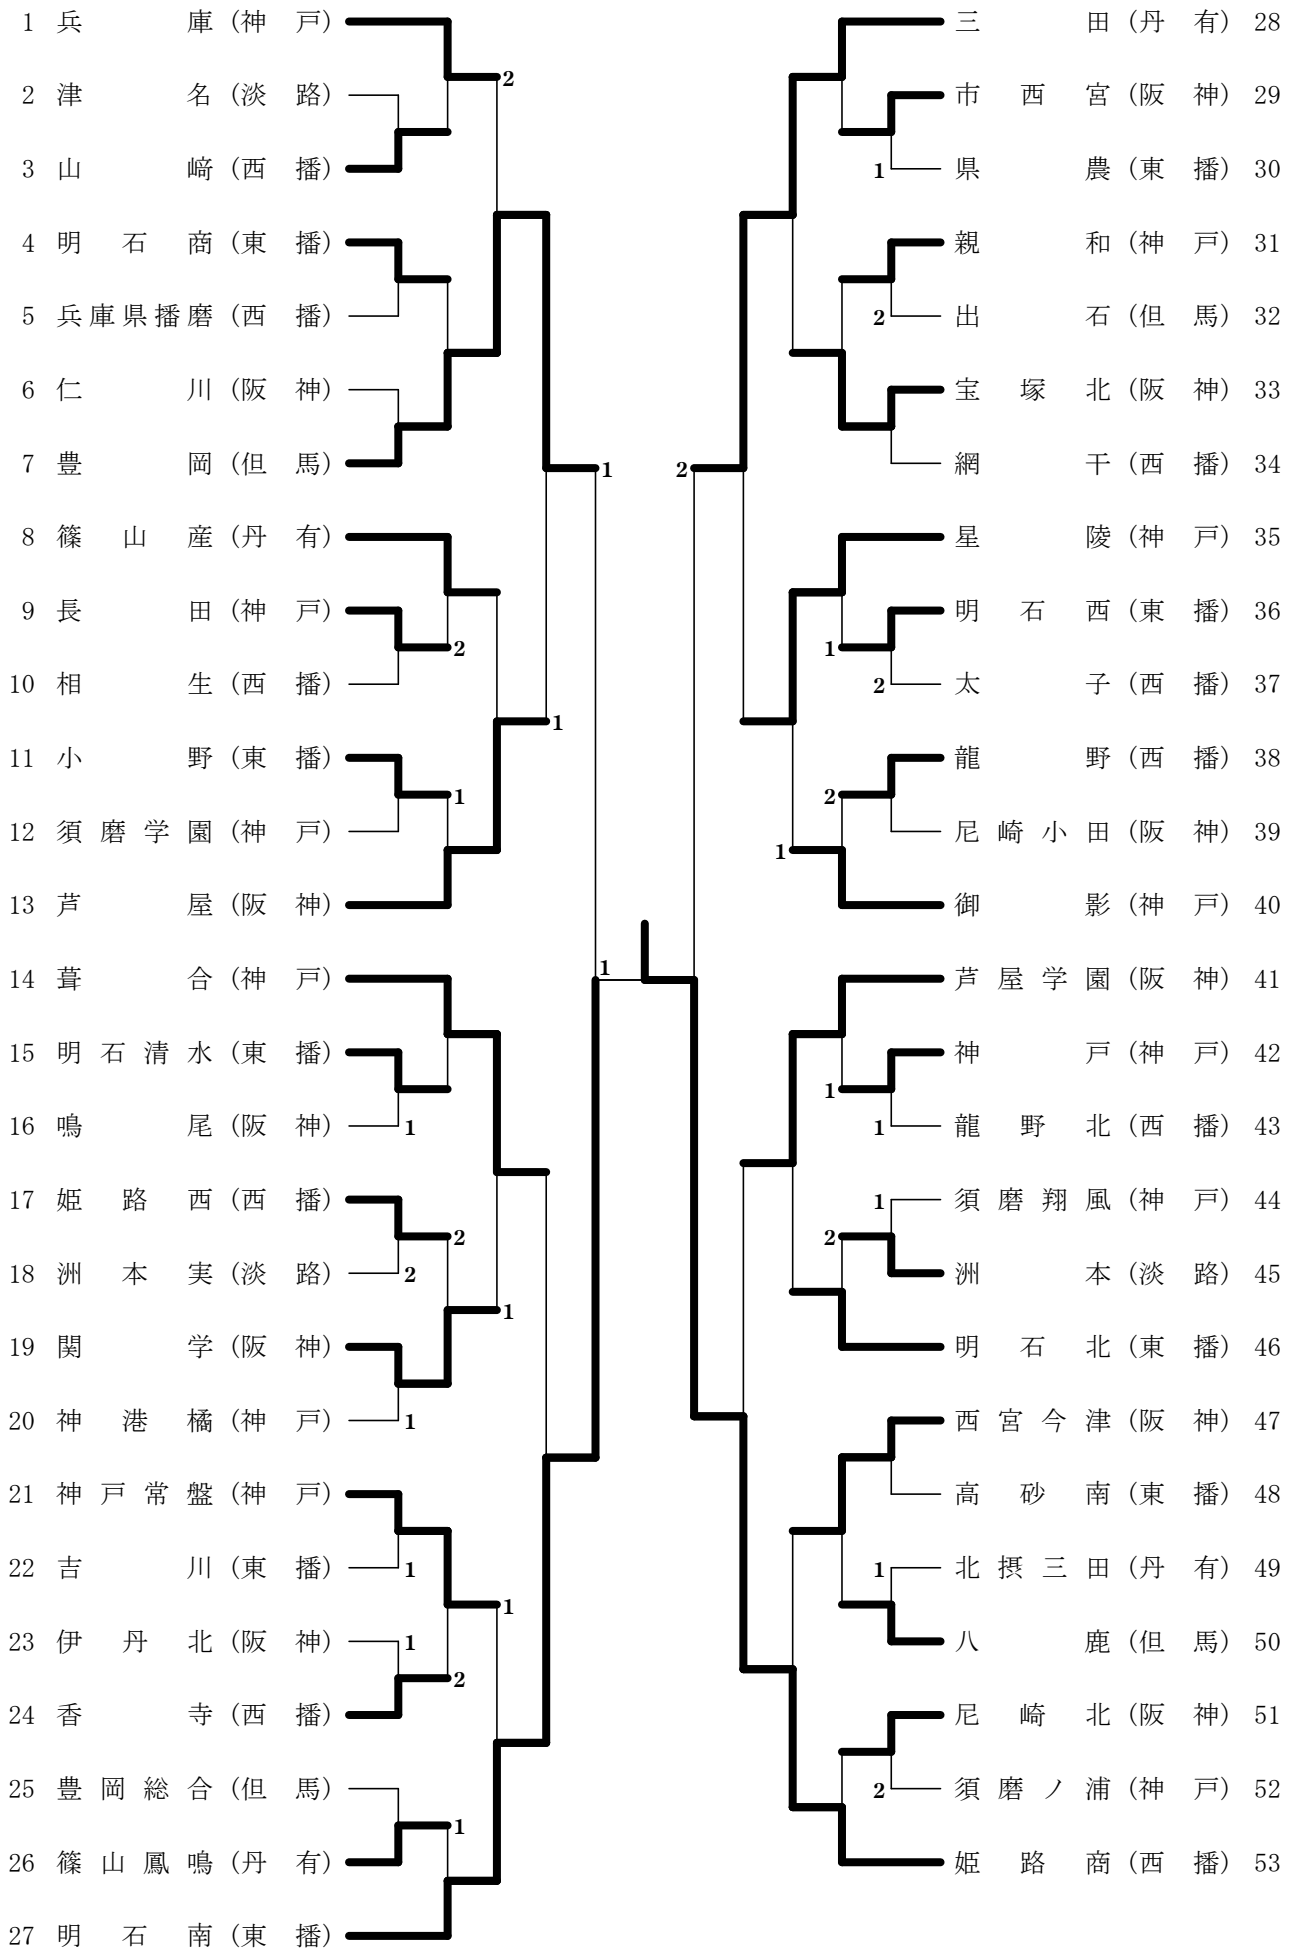 1 兵庫(神戸)
2 津名(淡路)
3 山﨑(西播)
4 明石商(東播)
5 兵庫県播磨(西播)
6 仁川(阪神)
7 豊岡(但馬)
8 篠山産(丹有)
9 長田(神戸)
10 相生(西播)
11 小野(東播)
12 須磨学園(神戸)
13 芦屋(阪神)
14 葺合(神戸)
15 明石清水(東播)
16 鳴尾(阪神)
17 姫路西(西播)
18 洲本実(淡路)
19 関学(阪神)
20 神港橘(神戸)
21 神戸常盤(神戸)
22 吉川(東播)
23 伊丹北(阪神)
24 香寺(西播)
25 豊岡総合(但馬)
26 篠山鳳鳴(丹有)
27 明石南(東播)
2
2
1
1
2
2
1
1
1
1
2
1
1
1
1
1
三田(丹有) 28
市西宮(阪神) 29
県農(東播) 30
親和(神戸) 31
出石(但馬) 32
宝塚北(阪神) 33
網干(西播) 34
星陵(神戸) 35
明石西(東播) 36
太子(西播) 37
龍野(西播) 38
尼崎小田(阪神) 39
御影(神戸) 40
芦屋学園(阪神) 41
神戸(神戸) 42
龍野北(西播) 43
須磨翔風(神戸) 44
洲本(淡路) 45
明石北(東播) 46
西宮今津(阪神) 47
高砂南(東播) 48
北摂三田(丹有) 49
八鹿(但馬) 50
尼崎北(阪神) 51
須磨ノ浦(神戸) 52
姫路商(西播) 53
1
2
2
1
2
2
1
1
1
1
2
1
2